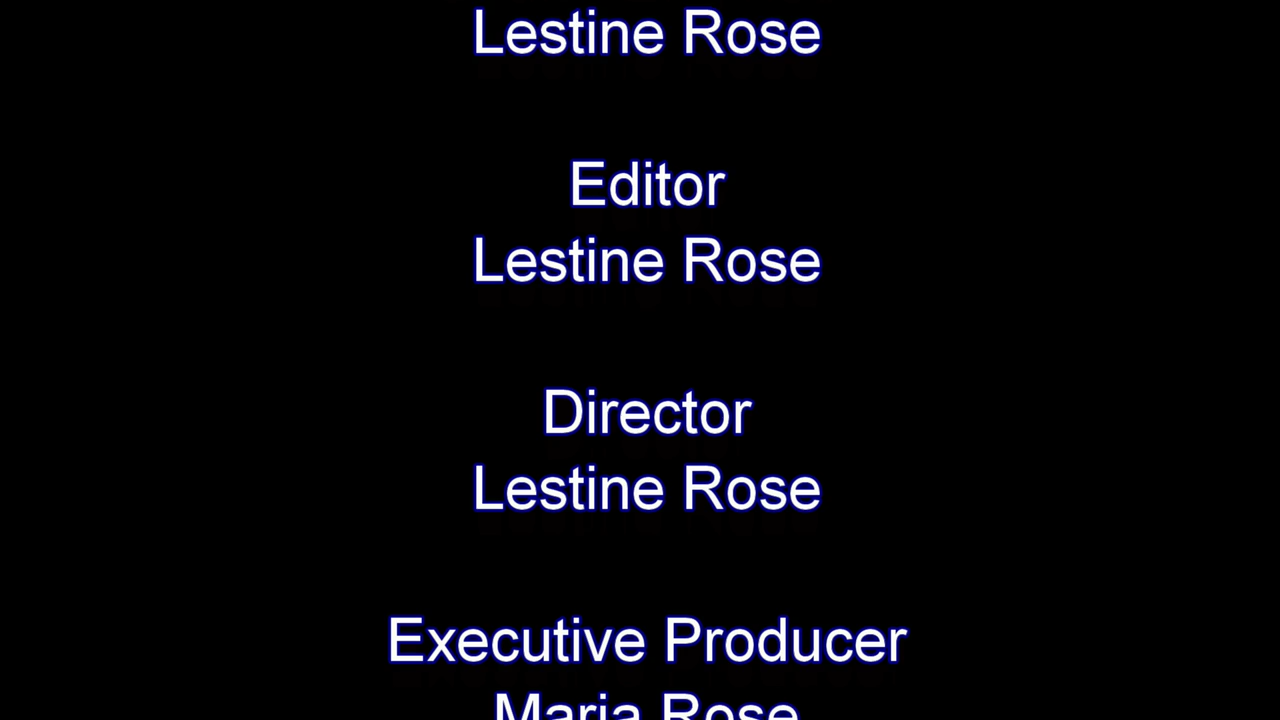 Lestine Rose
Editor
Lestine Rose
Director
Lestine Rose
Executive Producer
Maria Rose